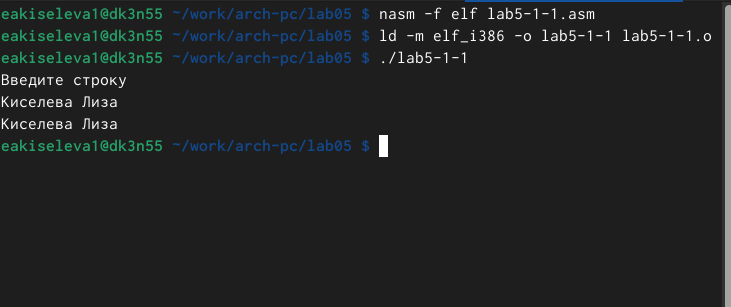 eakiseleva1@dk3n55 ~/work/arch-pc/lab05 $ nasm -f elf lab5-1-1.asm
eakiseleva1@dk3n55 ~/work/arch-pc/lab05 $ ld -m elf_i386 -o lab5-1-1 lab5-1-1.o
eakiseleva1@dk3n55 ~/work/arch-pc/lab05 $ ./lab5-1-1
Введите строку
Киселева Лиза
Киселева Лиза
eakiseleva1@dk3n55 ~/work/arch-pc/lab05 $